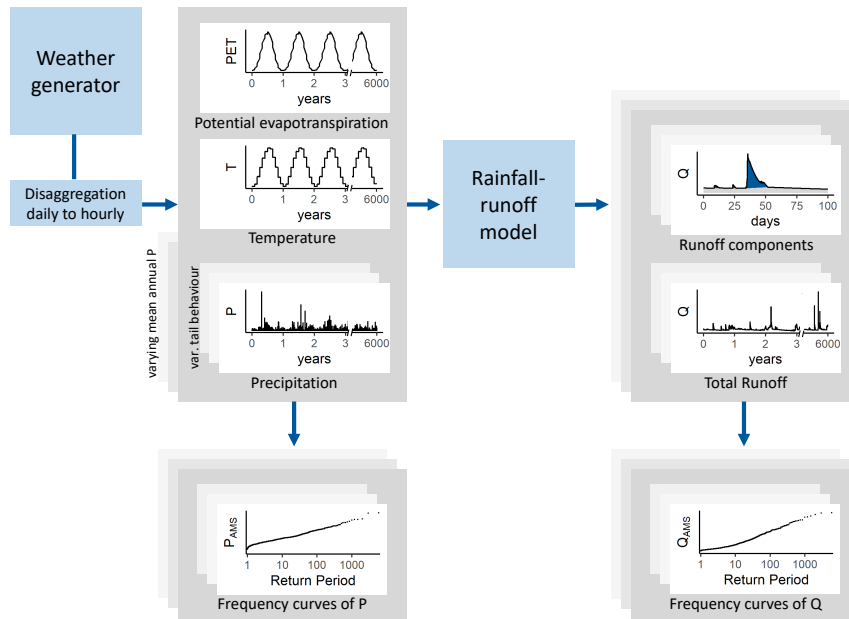 Weather
generator
Disaggregation
daily to hourly
PET
0 1 2 3 6000
years
Potential evapotranspiration
T
0 1 2 3 6000
years
Temperature
varying mean annual P
var. tail behaviour
P
0 1 2 3 6000
years
Precipitation
Rainfall-
runoff
model
Q
0 25 50 75 100
days
Runoff components
Q
0 1 2 3 6000
years
Total Runoff
PAMS
1 10 100 1000
Return Period
Frequency curves of P
QAMS
1 10 100 1000
Return Period
Frequency curves of Q